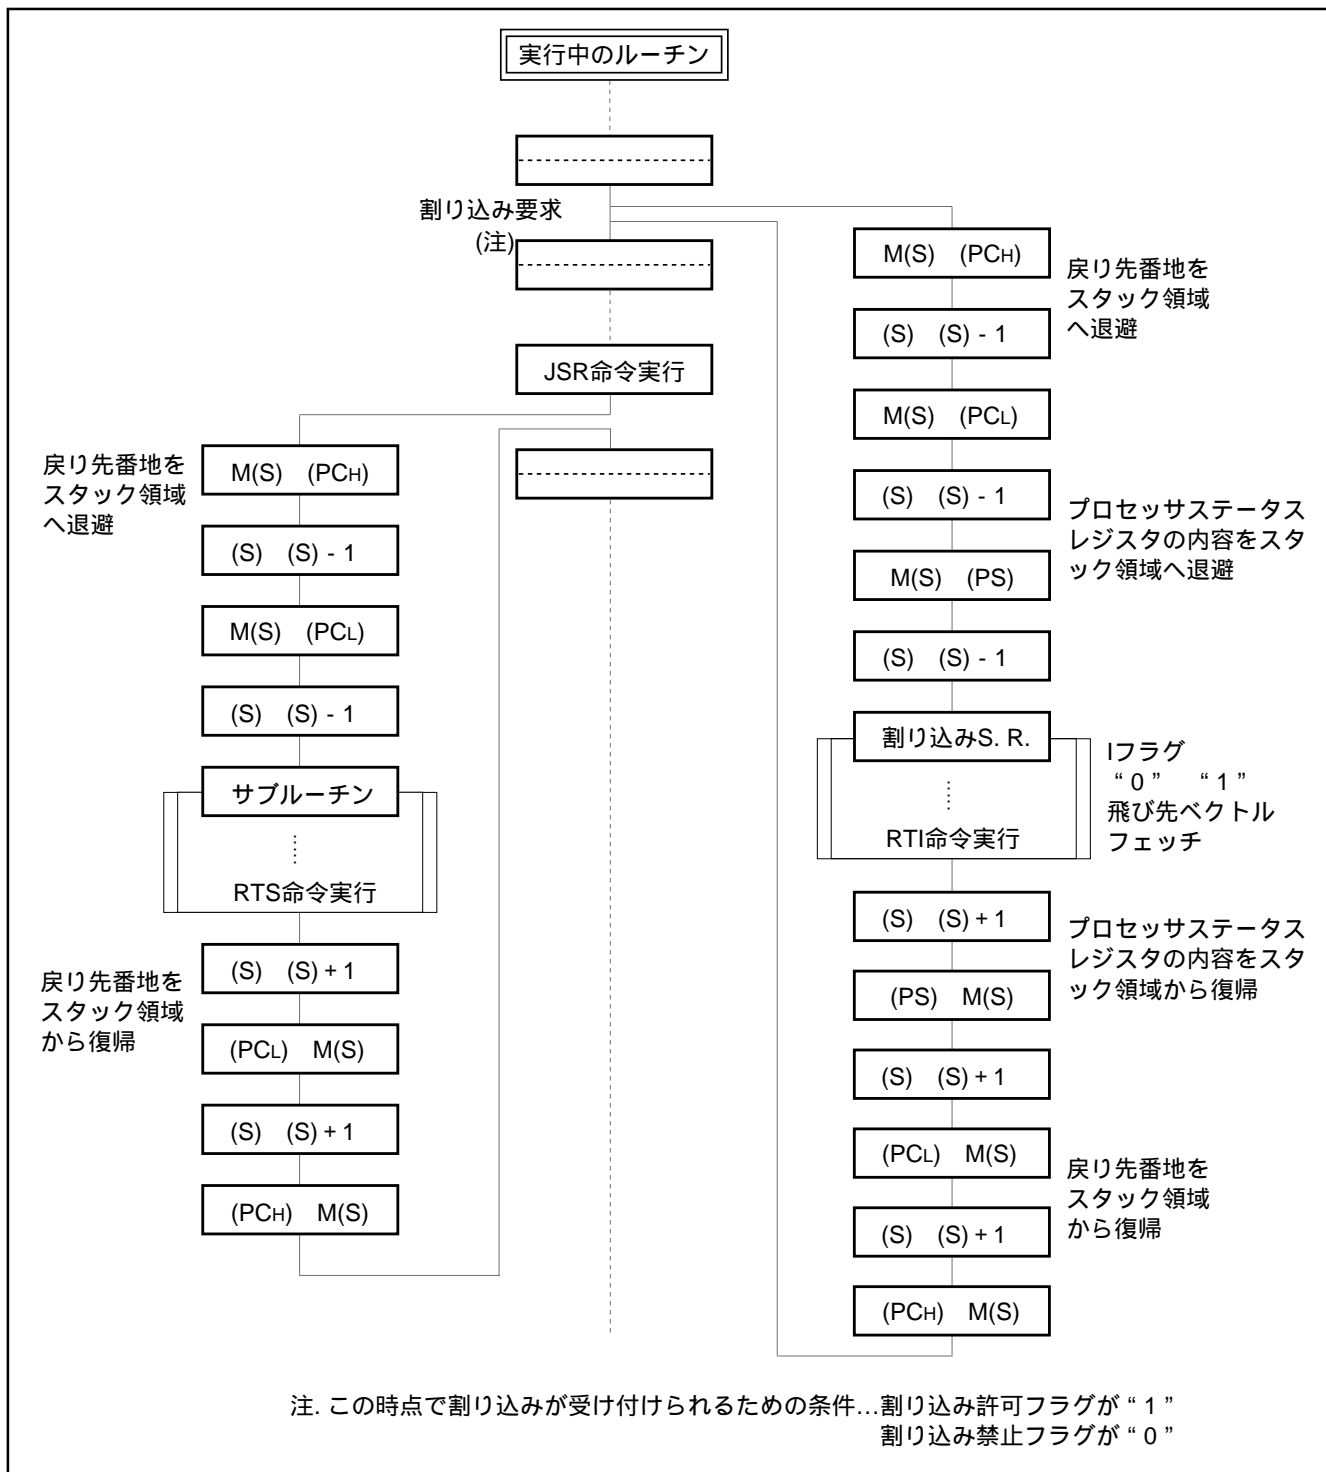 実行中のルーチン
割り込み要求
(注)
JSR命令実行
戻り先番地を
スタック領域
へ退避
M(S) (PCH)
(S) (S) - 1
M(S) (PCL)
(S) (S) - 1
サブルーチン
RTS命令実行
戻り先番地を
スタック領域
から復帰
(S) (S) + 1
(PCL) M(S)
(S) (S) + 1
(PCH) M(S)
M(S) (PCH)
戻り先番地を
スタック領域
へ退避
(S) (S) - 1
M(S) (PCL)
(S) (S) - 1
プロセッサステータス
レジスタの内容をスタ
ック領域へ退避
M(S) (PS)
(S) (S) - 1
割り込みS. R.
RTI命令実行
Iフラグ
“ 0 ” “ 1 ”
飛び先ベクトル
フェッチ
(S) (S) + 1
プロセッサステータス
レジスタの内容をスタ
ック領域から復帰
(PS) M(S)
(S) (S) + 1
(PCL) M(S)
戻り先番地を
スタック領域
から復帰
(S) (S) + 1
(PCH) M(S)
注. この時点で割り込みが受け付けられるための条件…割り込み許可フラグが “ 1 ”
割り込み禁止フラグが “ 0 ”